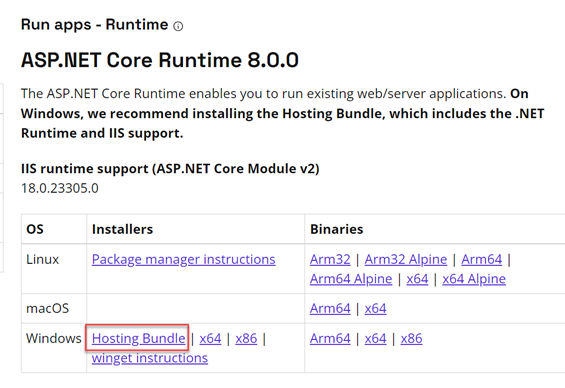 Run apps - Runtime
ASP.NET Core Runtime 8.0.0
The ASP.NET Core Runtime enables you to run existing web/server applications. On
Windows, we recommend installing the Hosting Bundle, which includes the .NET
Runtime and IIS support.
IIS runtime support (ASP.NET Core Module v2)
18.0.23305.0
OS Installers Binaries
Linux Package manager instructions Arm32 | Arm32 Alpine | Arm64 |
Arm64 Alpine | x64 | x64 Alpine
macOS Arm64 | x64
Windows Hosting Bundle | x64 | x86 | Arm64 | x64 | x86
winget instructions